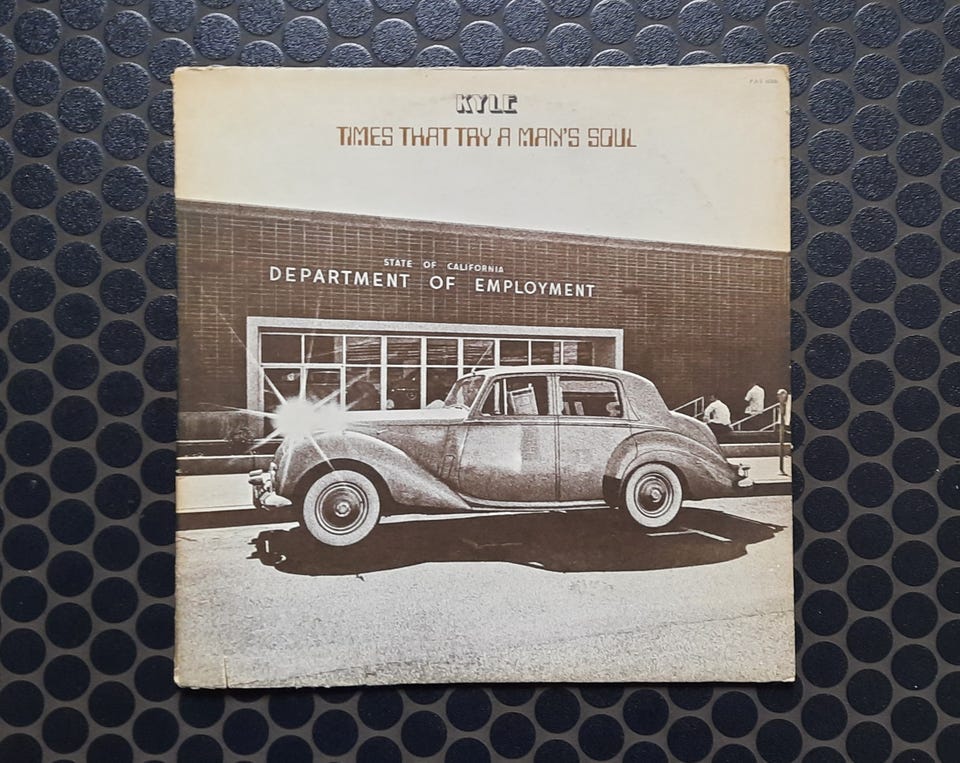 KYLE
TIMES THAT TRY A MAN'S SOUL
STATE OF CALIFORNIA
DEPARTMENT OF EMPLOYMENT